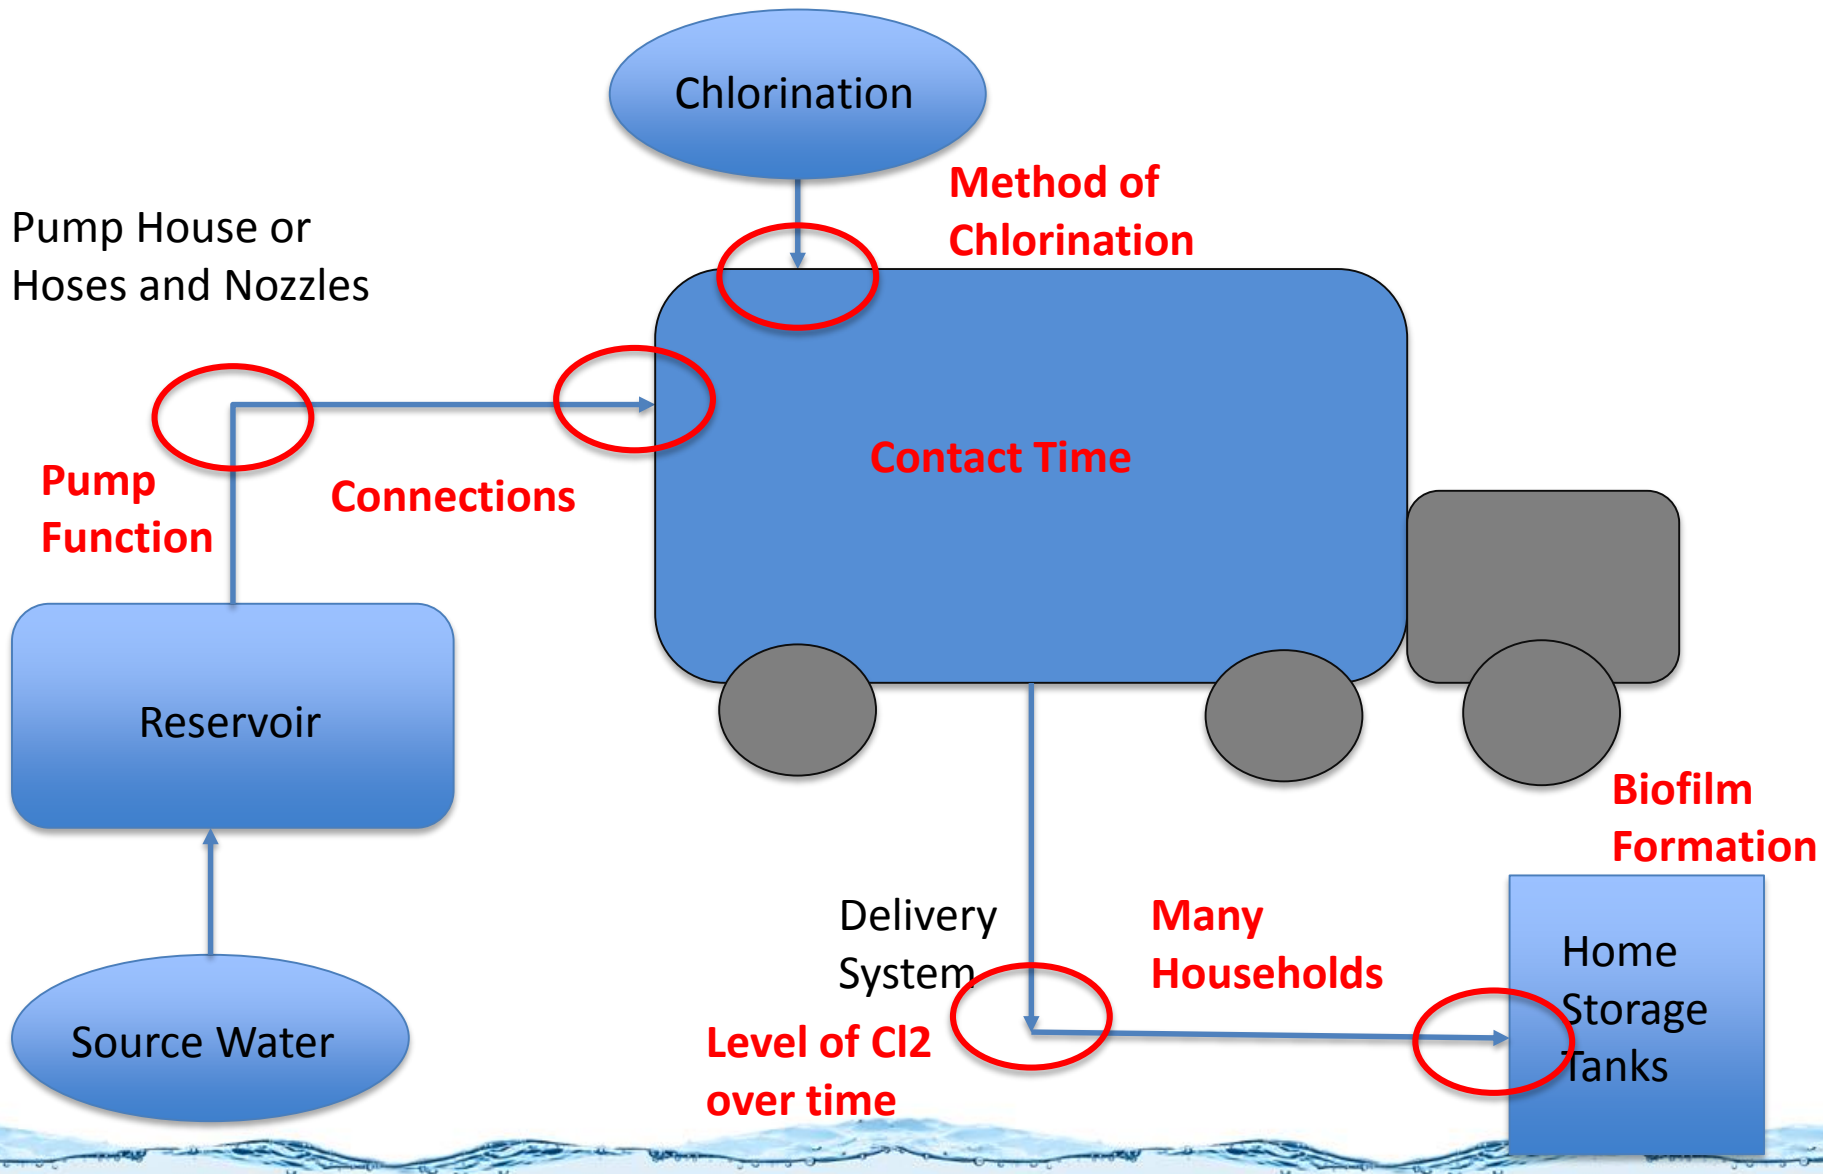 Chlorination
Method of
Chlorination
Pump House or
Hoses and Nozzles
Contact Time
Pump
Function
Connections
Reservoir
Source Water
Delivery
System
Level of Cl2
over time
Many
Households
Biofilm
Formation
Home
Storage
Tanks